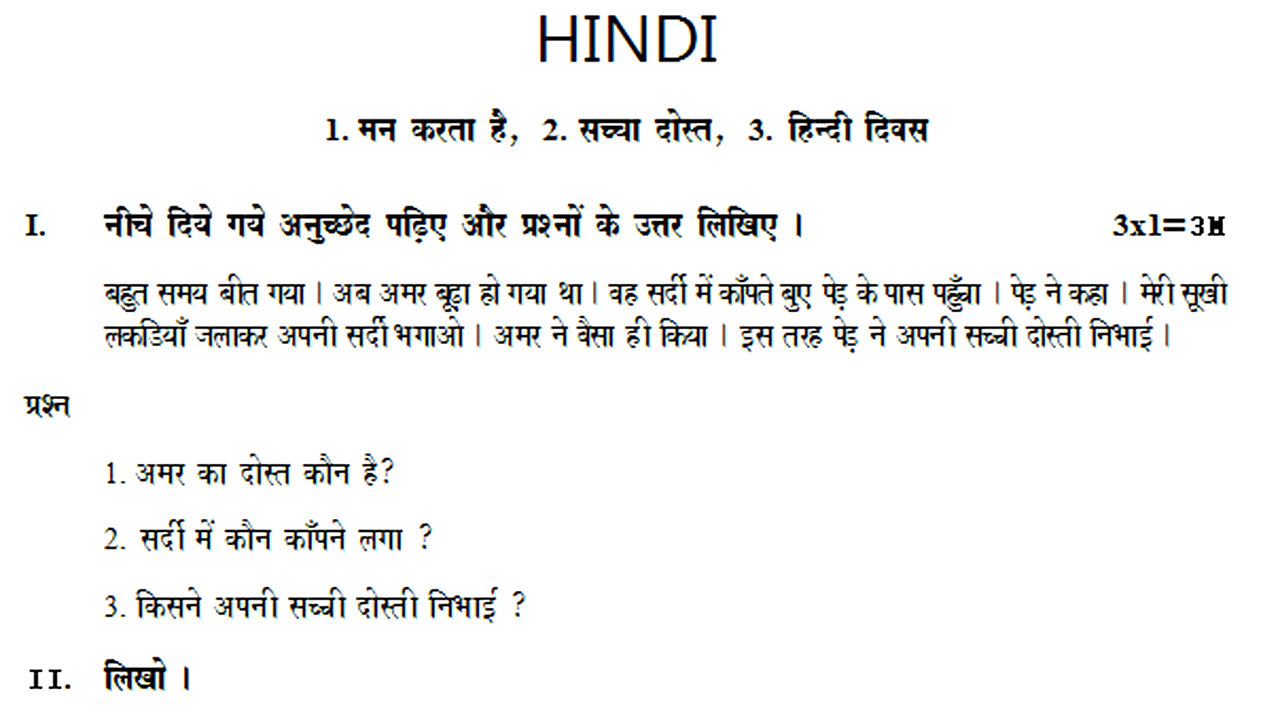 HINDI
1. मन करता है, 2. सच्चा दोस्त, 3. हिन्दी दिवस
I. नीचे दिये गये अनुच्छेद पढ़िए और प्रश्नों के उत्तर लिखिए । 3x1=3M
बहुत समय बीत गया । अब अमर बूढ़ा हो गया था । वह सर्दी में काँपते बुए पेड़ के पास पहुँचा । पेड़ ने कहा । मेरी सूखी
लकडियाँ जलाकर अपनी सर्दी भगाओ । अमर ने वैसा ही किया । इस तरह पेड़ ने अपनी सच्ची दोस्ती निभाई ।
प्रश्न
1. अमर का दोस्त कौन है?
2. सर्दी में कौन काँपने लगा ?
3. किसने अपनी सच्ची दोस्ती निभाई ?
II. लिखो ।